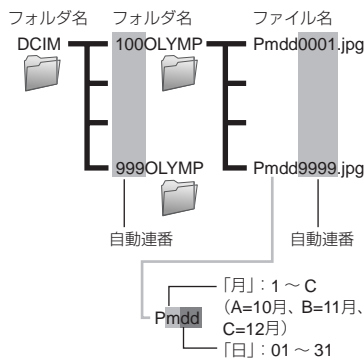 フォルダ名 フォルダ名 ファイル名
DCIM 100OLYMP Pmdd0001.jpg
999OLYMP Pmdd9999.jpg
自動連番 自動連番
「月」：1 ～ C
（A=10月、B=11月、
C=12月）
Pmdd
「日」：01 ～ 31